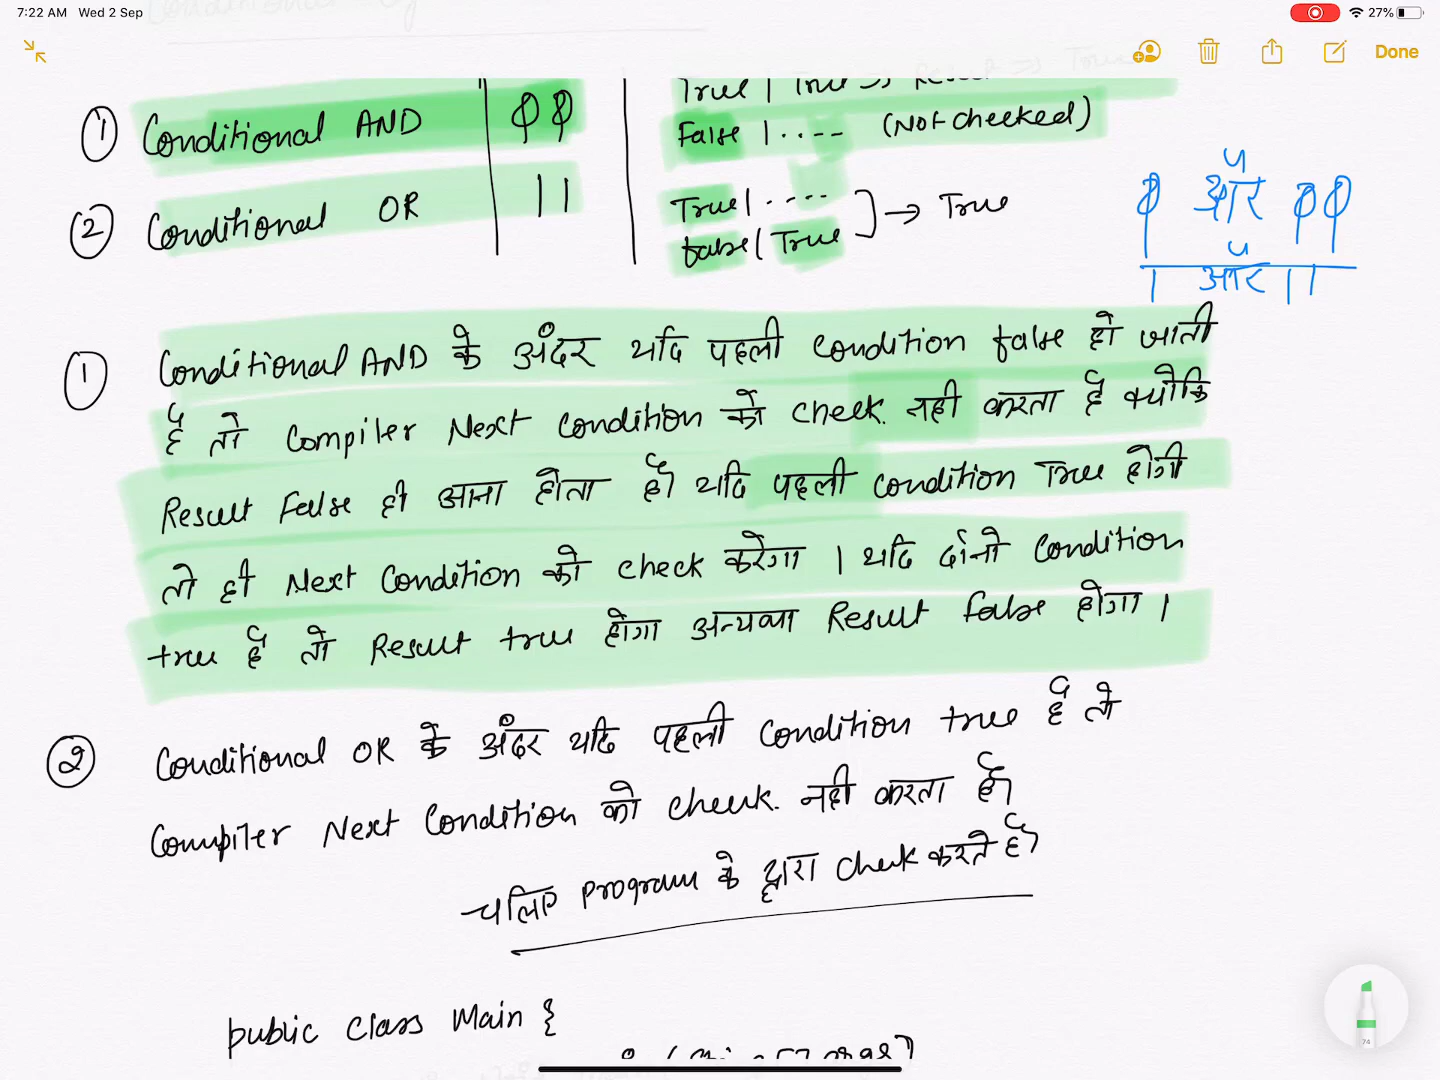 7:22 AM Wed 2 Sep
27%
Done
① Conditional AND
True | True
False | .... (Not checked)
② Conditional OR ||
True | ....
false | True
→ True
और
| और ||
① Conditional AND के अंदर यदि पहली condition false हो जाती
है तो Compiler Next Condition को check नही करता है क्योकि
Result False ही आना होता है। यदि पहली condition True होगी
तो ही Next Condition को check करेगा । यदि दोनो Condition
true है तो Result true होगा अन्यथा Result false होगा ।
② Conditional OR के अंदर यदि पहली Condition true है तो
Compiler Next Condition को check नही करता है।
चलिए Program के द्वारा check करते है।
public class Main {
74